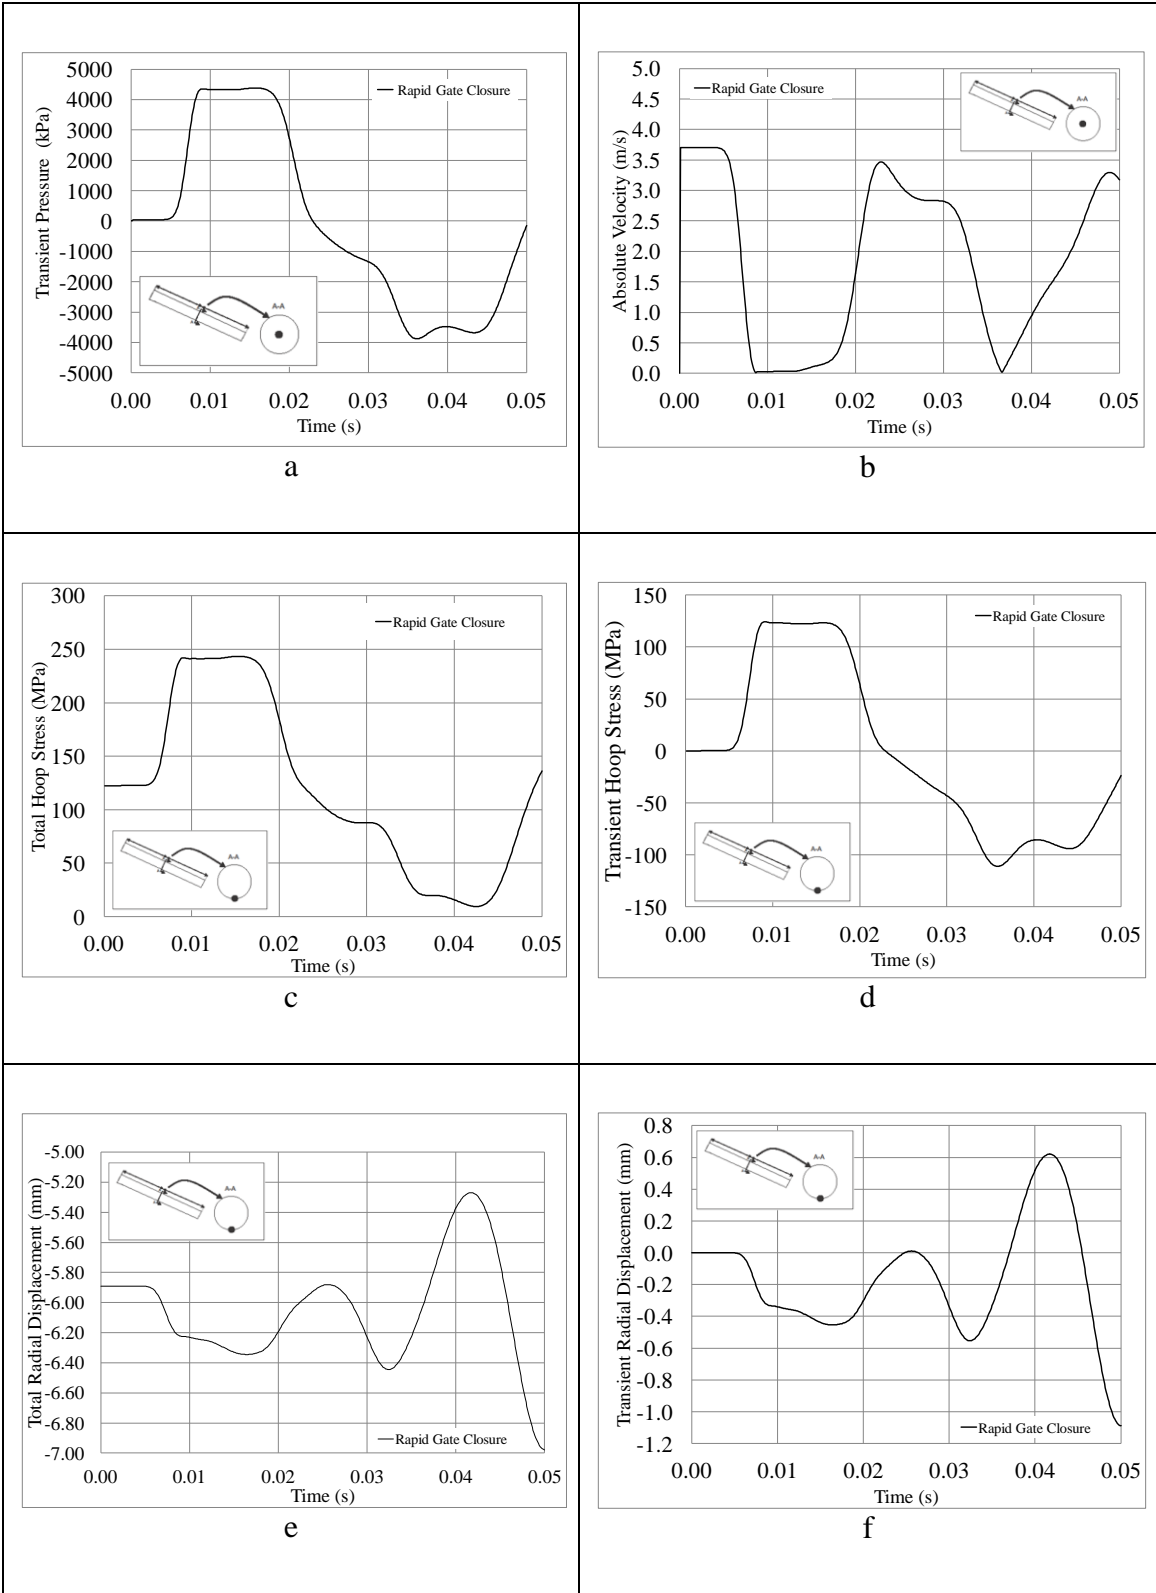 5000
4000
3000
2000
1000
0
-1000
-2000
-3000
-4000
-5000
Transient Pressure (kPa)
Rapid Gate Closure
A-A
0.00 0.01 0.02 0.03 0.04 0.05
Time (s)
a
5.0
4.5
4.0
3.5
3.0
2.5
2.0
1.5
1.0
0.5
0.0
Absolute Velocity (m/s)
Rapid Gate Closure
A-A
0.00 0.01 0.02 0.03 0.04 0.05
Time (s)
b
300
250
200
150
100
50
0
Total Hoop Stress (MPa)
Rapid Gate Closure
A-A
0.00 0.01 0.02 0.03 0.04 0.05
Time (s)
c
150
100
50
0
-50
-100
-150
Transient Hoop Stress (MPa)
Rapid Gate Closure
A-A
0.00 0.01 0.02 0.03 0.04 0.05
Time (s)
d
-5.00
-5.20
-5.40
-5.60
-5.80
-6.00
-6.20
-6.40
-6.60
-6.80
-7.00
Total Radial Displacement (mm)
A-A
Rapid Gate Closure
0.00 0.01 0.02 0.03 0.04 0.05
Time (s)
e
0.8
0.6
0.4
0.2
0.0
-0.2
-0.4
-0.6
-0.8
-1.0
-1.2
Transient Radial Displacement (mm)
A-A
Rapid Gate Closure
0.00 0.01 0.02 0.03 0.04 0.05
Time (s)
f